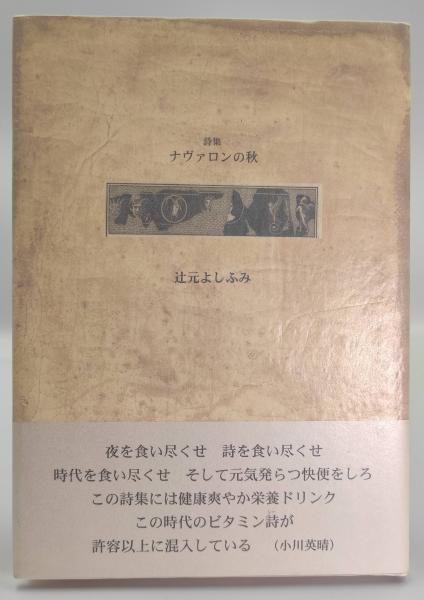 詩集
ナヴァロンの秋
辻元よしふみ
夜を食い尽くせ　詩を食い尽くせ
時代を食い尽くせ　そして元気発らつ快便をしろ
この詩集には健康爽やか栄養ドリンク
この時代のビタミン詩が
許容以上に混入している　（小川英晴）